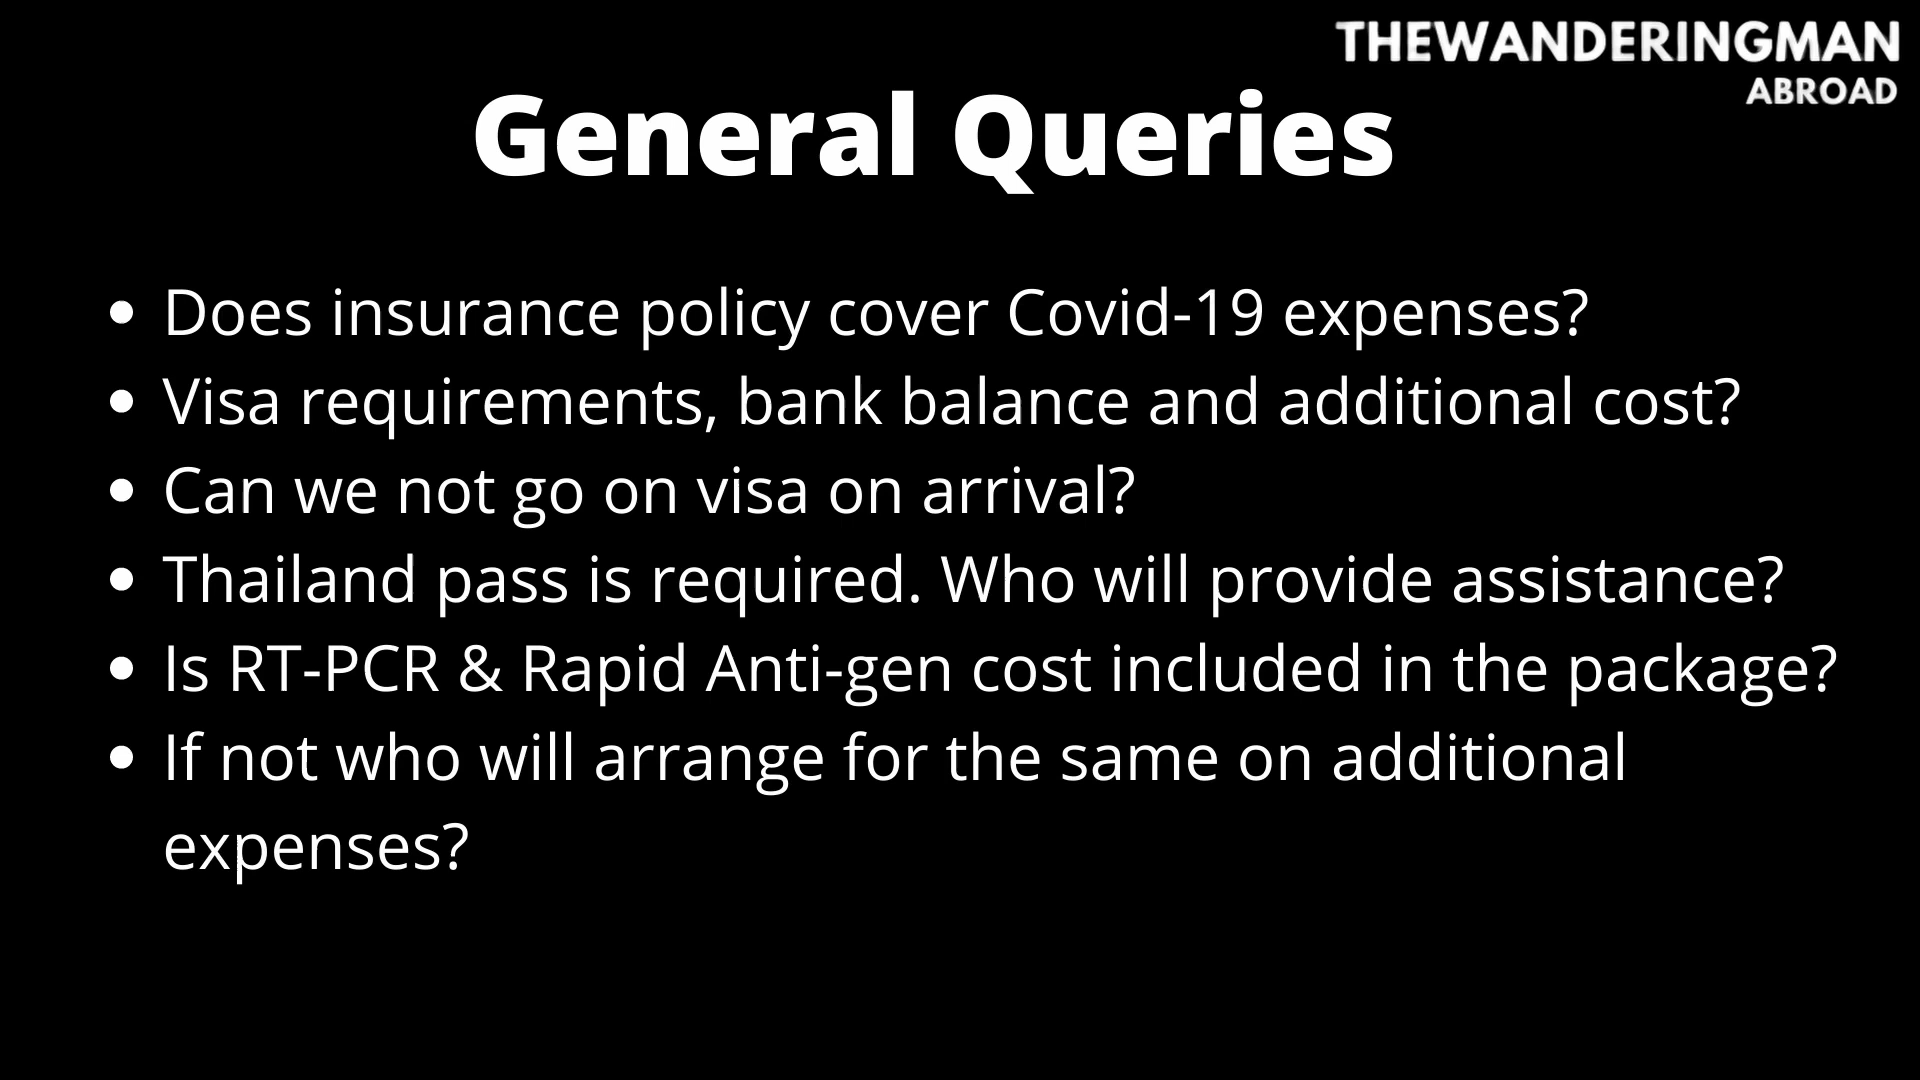 THEWANDERINGMAN
ABROAD
General Queries
• Does insurance policy cover Covid-19 expenses?
• Visa requirements, bank balance and additional cost?
• Can we not go on visa on arrival?
• Thailand pass is required. Who will provide assistance?
• Is RT-PCR & Rapid Anti-gen cost included in the package?
• If not who will arrange for the same on additional
expenses?